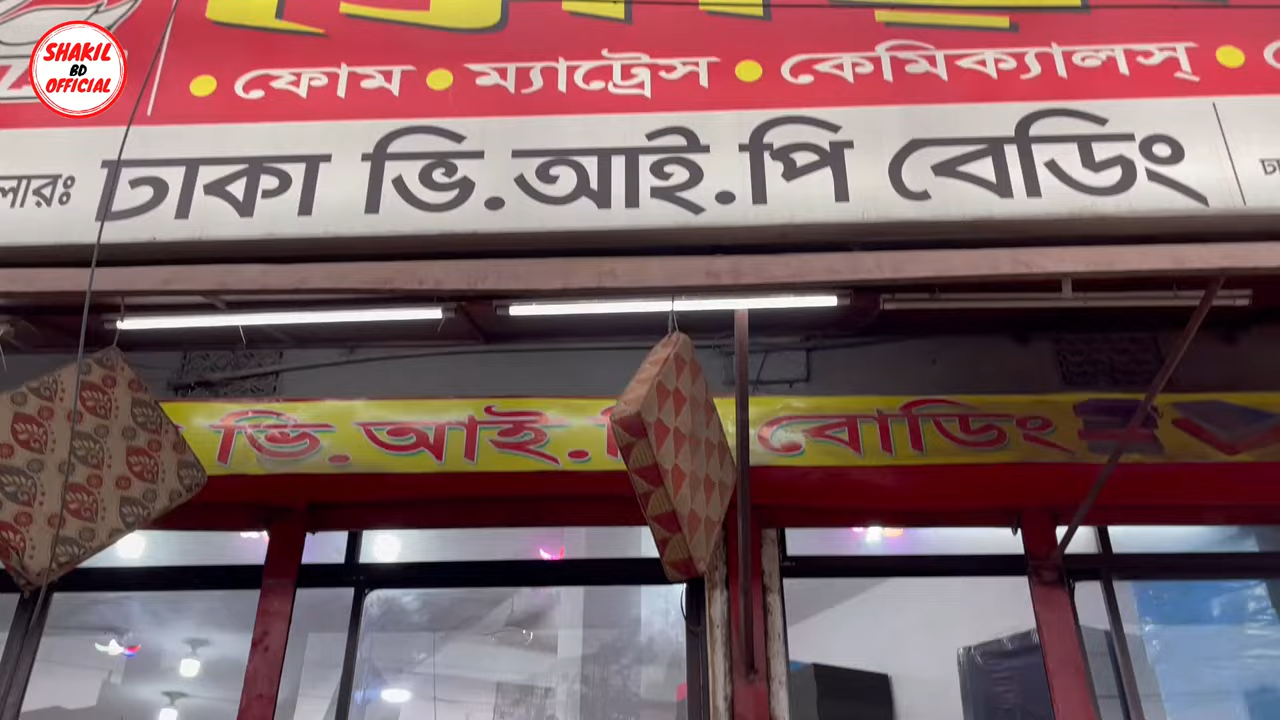 SHAKIL
BD
OFFICIAL
• ফোম • ম্যাট্রেস • কেমিক্যালস্ •
লারঃ ঢাকা ভি.আই.পি বেডিং
ভি.আই. বোডিং